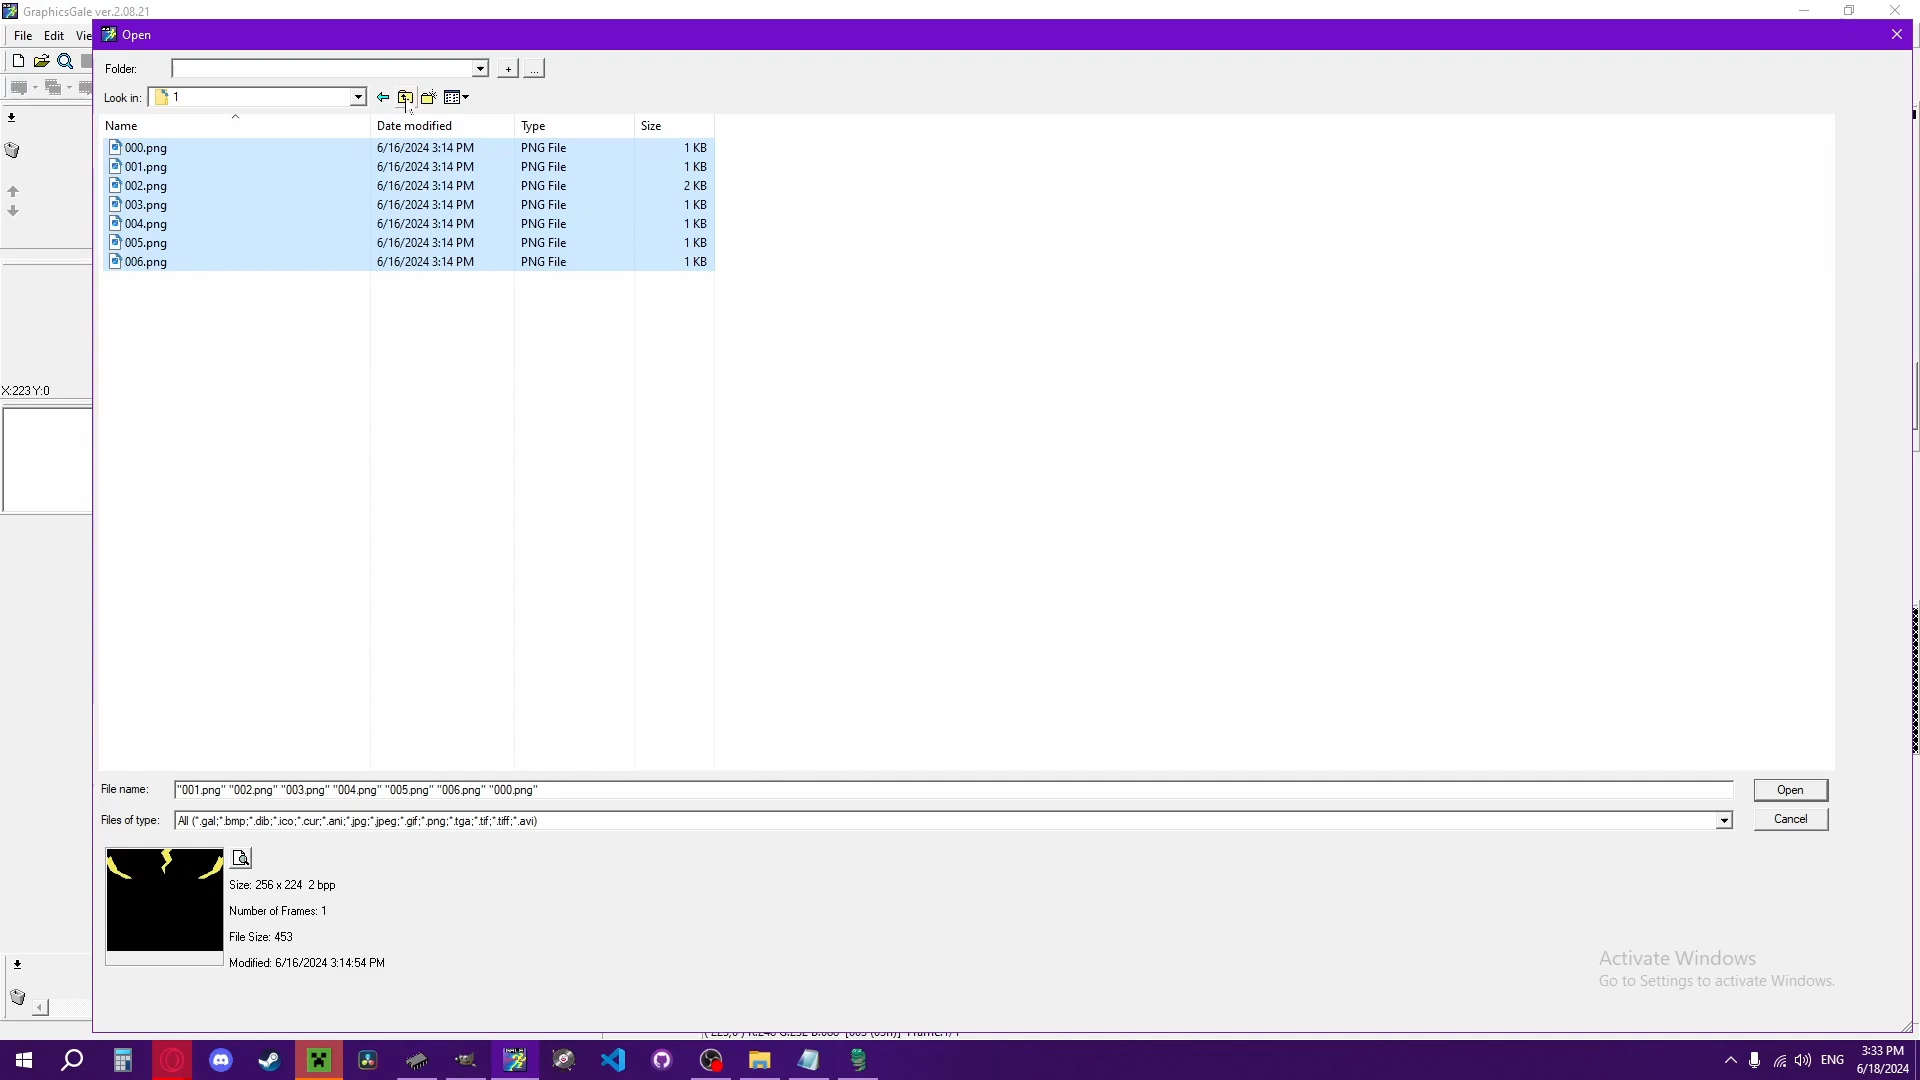 GraphicsGale ver.2.08.21
File Edit Vie
Open
Folder:
+ ...
Look in: 1
Name Date modified Type Size
000.png 6/16/2024 3:14 PM PNG File 1 KB
001.png 6/16/2024 3:14 PM PNG File 1 KB
002.png 6/16/2024 3:14 PM PNG File 2 KB
003.png 6/16/2024 3:14 PM PNG File 1 KB
004.png 6/16/2024 3:14 PM PNG File 1 KB
005.png 6/16/2024 3:14 PM PNG File 1 KB
006.png 6/16/2024 3:14 PM PNG File 1 KB
X:223 Y:0
File name: "001.png" "002.png" "003.png" "004.png" "005.png" "006.png" "000.png" Open
Files of type: All (*.gal;*.bmp;*.dib;*.ico;*.cur;*.ani;*.jpg;*.jpeg;*.gif;*.png;*.tga;*.tif;*.tiff;*.avi) Cancel
Size: 256 x 224 2 bpp
Number of Frames: 1
File Size: 453
Modified: 6/16/2024 3:14:54 PM
Activate Windows
Go to Settings to activate Windows.
ENG
3:33 PM
6/18/2024